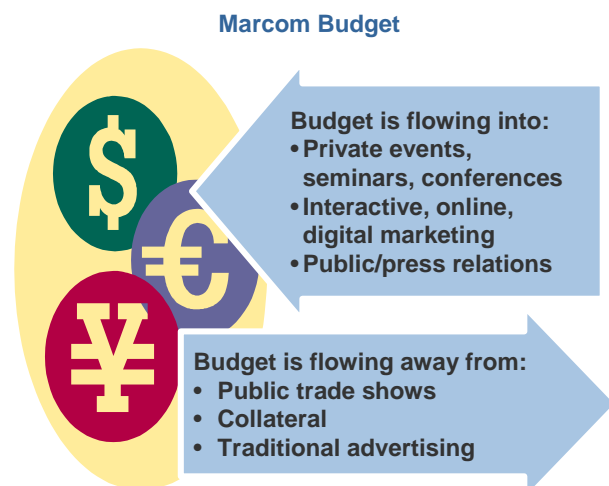 Marcom Budget
$
€
¥
Budget is flowing into:
• Private events,
seminars, conferences
• Interactive, online,
digital marketing
• Public/press relations
Budget is flowing away from:
• Public trade shows
• Collateral
• Traditional advertising